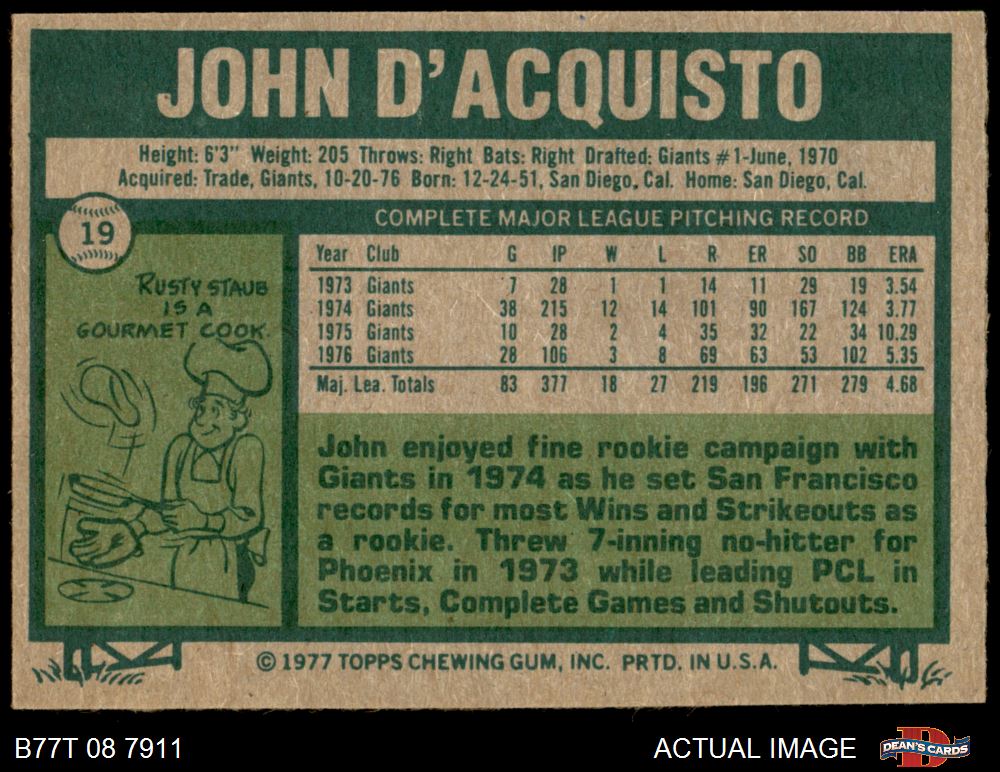 JOHN D'ACQUISTO
Height: 6'3" Weight: 205 Throws: Right Bats: Right Drafted: Giants #1-June, 1970
Acquired: Trade, Giants, 10-20-76 Born: 12-24-51, San Diego, Cal. Home: San Diego, Cal.
19
COMPLETE MAJOR LEAGUE PITCHING RECORD
RUSTY STAUB
IS A
GOURMET COOK.
Year Club G IP W L R ER SO BB ERA
1973 Giants 7 28 1 1 14 11 29 19 3.54
1974 Giants 38 215 12 14 101 90 167 124 3.77
1975 Giants 10 28 2 4 35 32 22 34 10.29
1976 Giants 28 106 3 8 69 63 53 102 5.35
Maj. Lea. Totals 83 377 18 27 219 196 271 279 4.68
John enjoyed fine rookie campaign with
Giants in 1974 as he set San Francisco
records for most Wins and Strikeouts as
a rookie. Threw 7-inning no-hitter for
Phoenix in 1973 while leading PCL in
Starts, Complete Games and Shutouts.
© 1977 TOPPS CHEWING GUM, INC. PRTD. IN U.S.A.
B77T 08 7911
ACTUAL IMAGE
D
DEAN'S CARDS